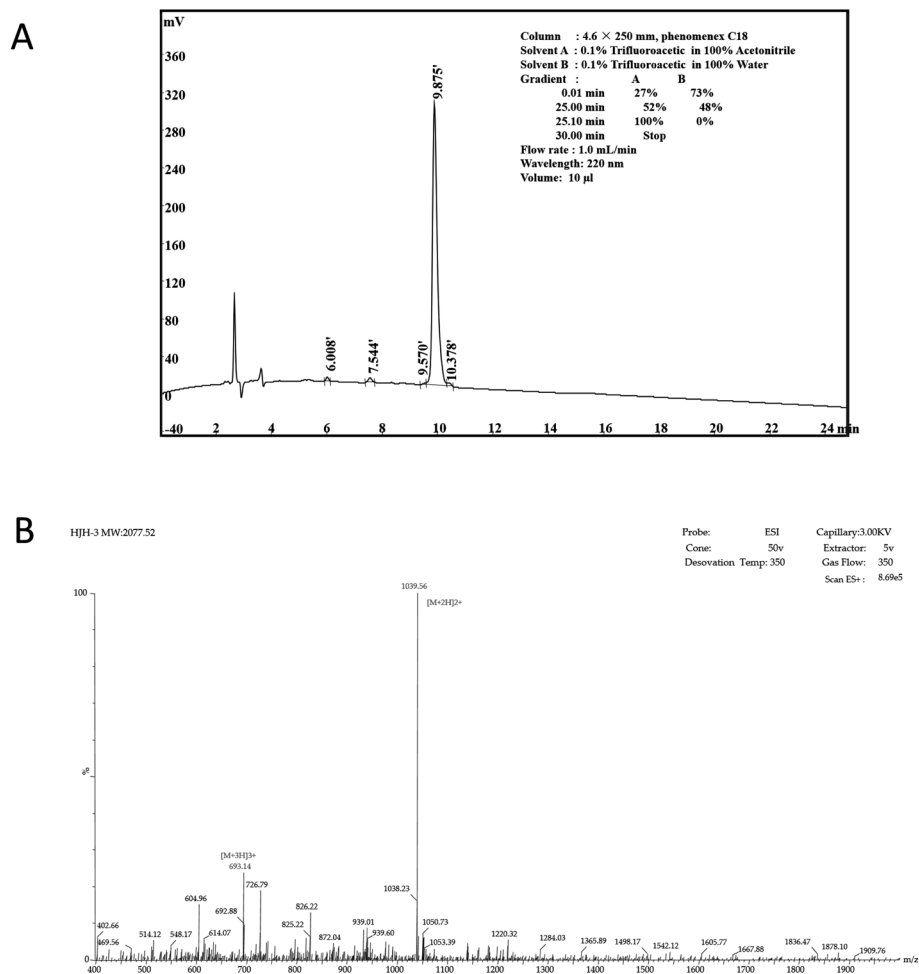 A
mV
360
320
280
240
200
160
120
80
40
0
-40
2
4
6
8
10
12
14
16
18
20
22
24 min
6.008'
7.544'
9.570'
9.875'
10.378'
Column : 4.6 × 250 mm, phenomenex C18
Solvent A : 0.1% Trifluoroacetic in 100% Acetonitrile
Solvent B : 0.1% Trifluoroacetic in 100% Water
Gradient : A B
0.01 min 27% 73%
25.00 min 52% 48%
25.10 min 100% 0%
30.00 min Stop
Flow rate : 1.0 mL/min
Wavelength: 220 nm
Volume: 10 μl
B
HJH-3 MW:2077.52
Probe: ESI Capillary:3.00KV
Cone: 50v Extractor: 5v
Desovation Temp: 350 Gas Flow: 350
Scan ES+ : 8.69e5
1039.56
[M+2H]2+
100
%
[M+3H]3+
693.14
726.79
1038.23
604.96
692.88
826.22
402.66
614.07
825.22
939.01
1050.73
469.56
514.12
548.17
872.04
939.60
1053.39
1220.32
1284.03
1365.89
1498.17
1542.12
1605.77
1667.88
1836.47
1878.10
1909.76
400 500 600 700 800 900 1000 1100 1200 1300 1400 1500 1600 1700 1800 1900 m/z